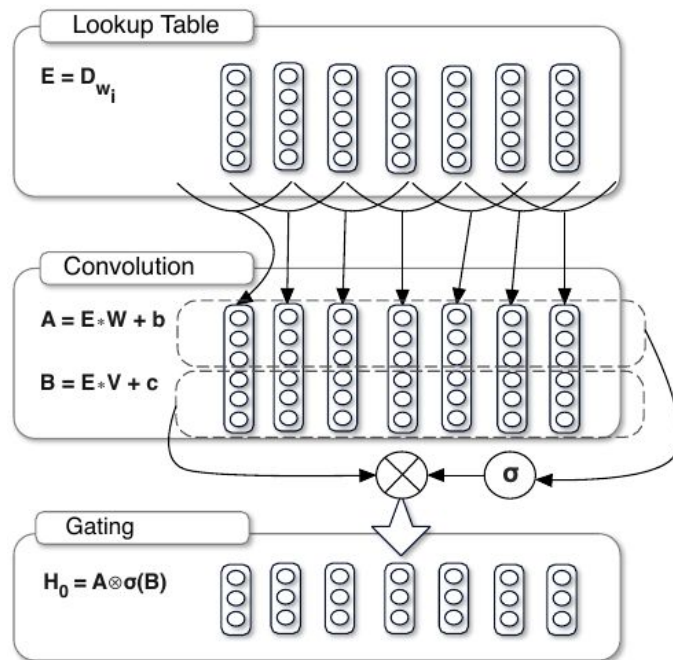 Lookup Table
E = D_{w_i}
Convolution
A = E∗W + b
B = E∗V + c
σ
Gating
H_0 = A⊗σ(B)